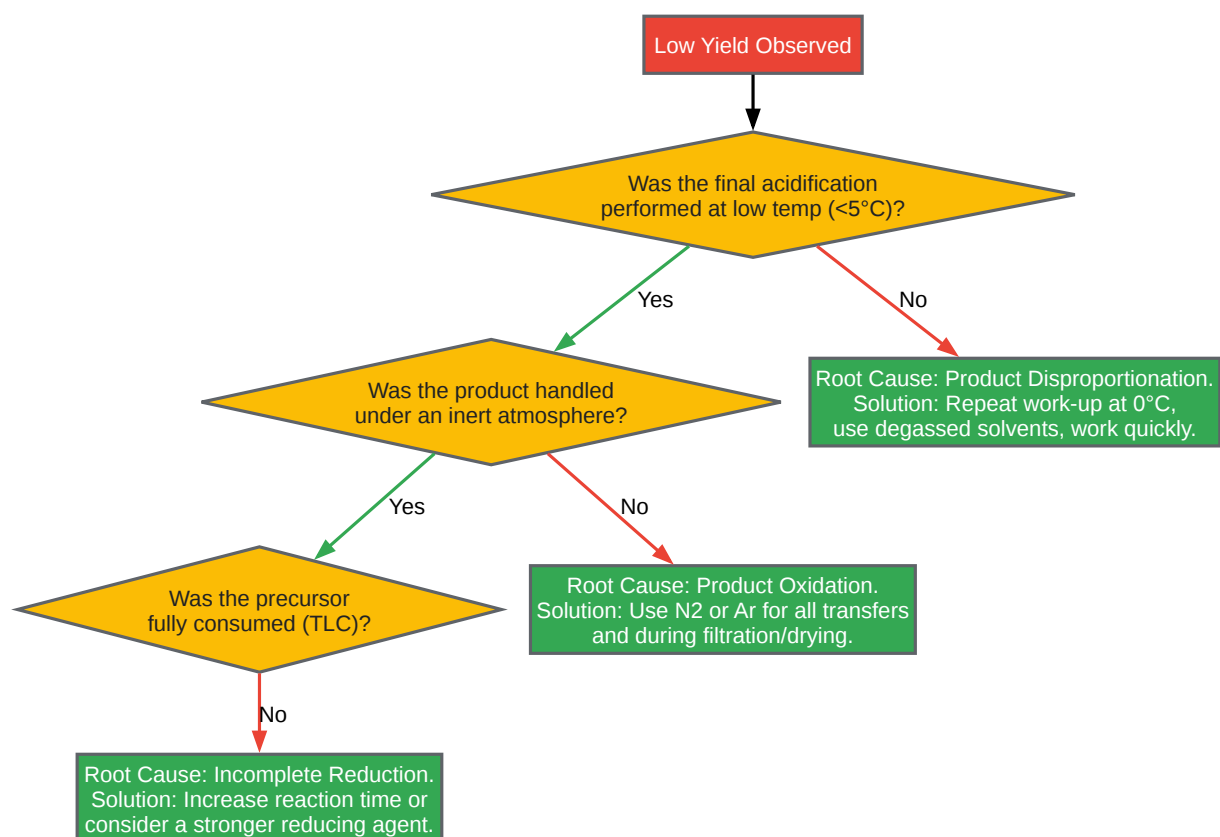 Low Yield Observed
Was the final acidification
performed at low temp (<5°C)?
Yes
No
Was the product handled
under an inert atmosphere?
Root Cause: Product Disproportionation.
Solution: Repeat work-up at 0°C,
use degassed solvents, work quickly.
Yes
No
Was the precursor
fully consumed (TLC)?
Root Cause: Product Oxidation.
Solution: Use N2 or Ar for all transfers
and during filtration/drying.
No
Root Cause: Incomplete Reduction.
Solution: Increase reaction time or
consider a stronger reducing agent.